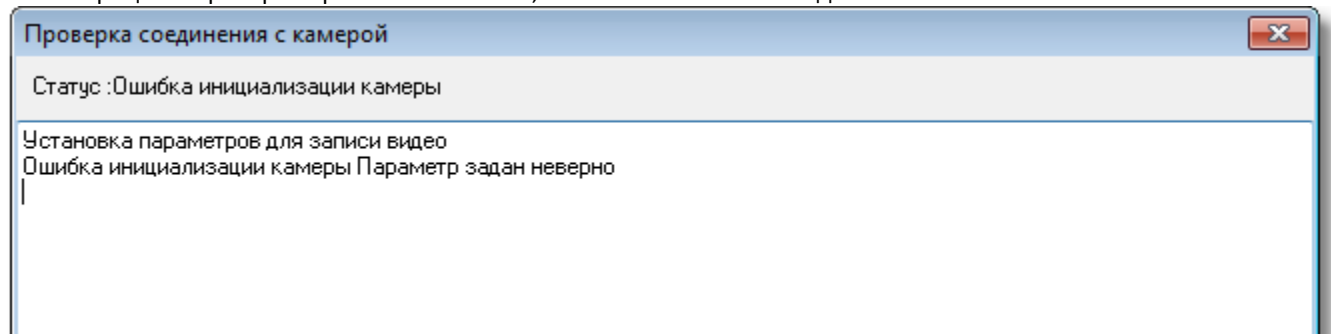 Проверка соединения с камерой
Статус :Ошибка инициализации камеры
Установка параметров для записи видео
Ошибка инициализации камеры Параметр задан неверно